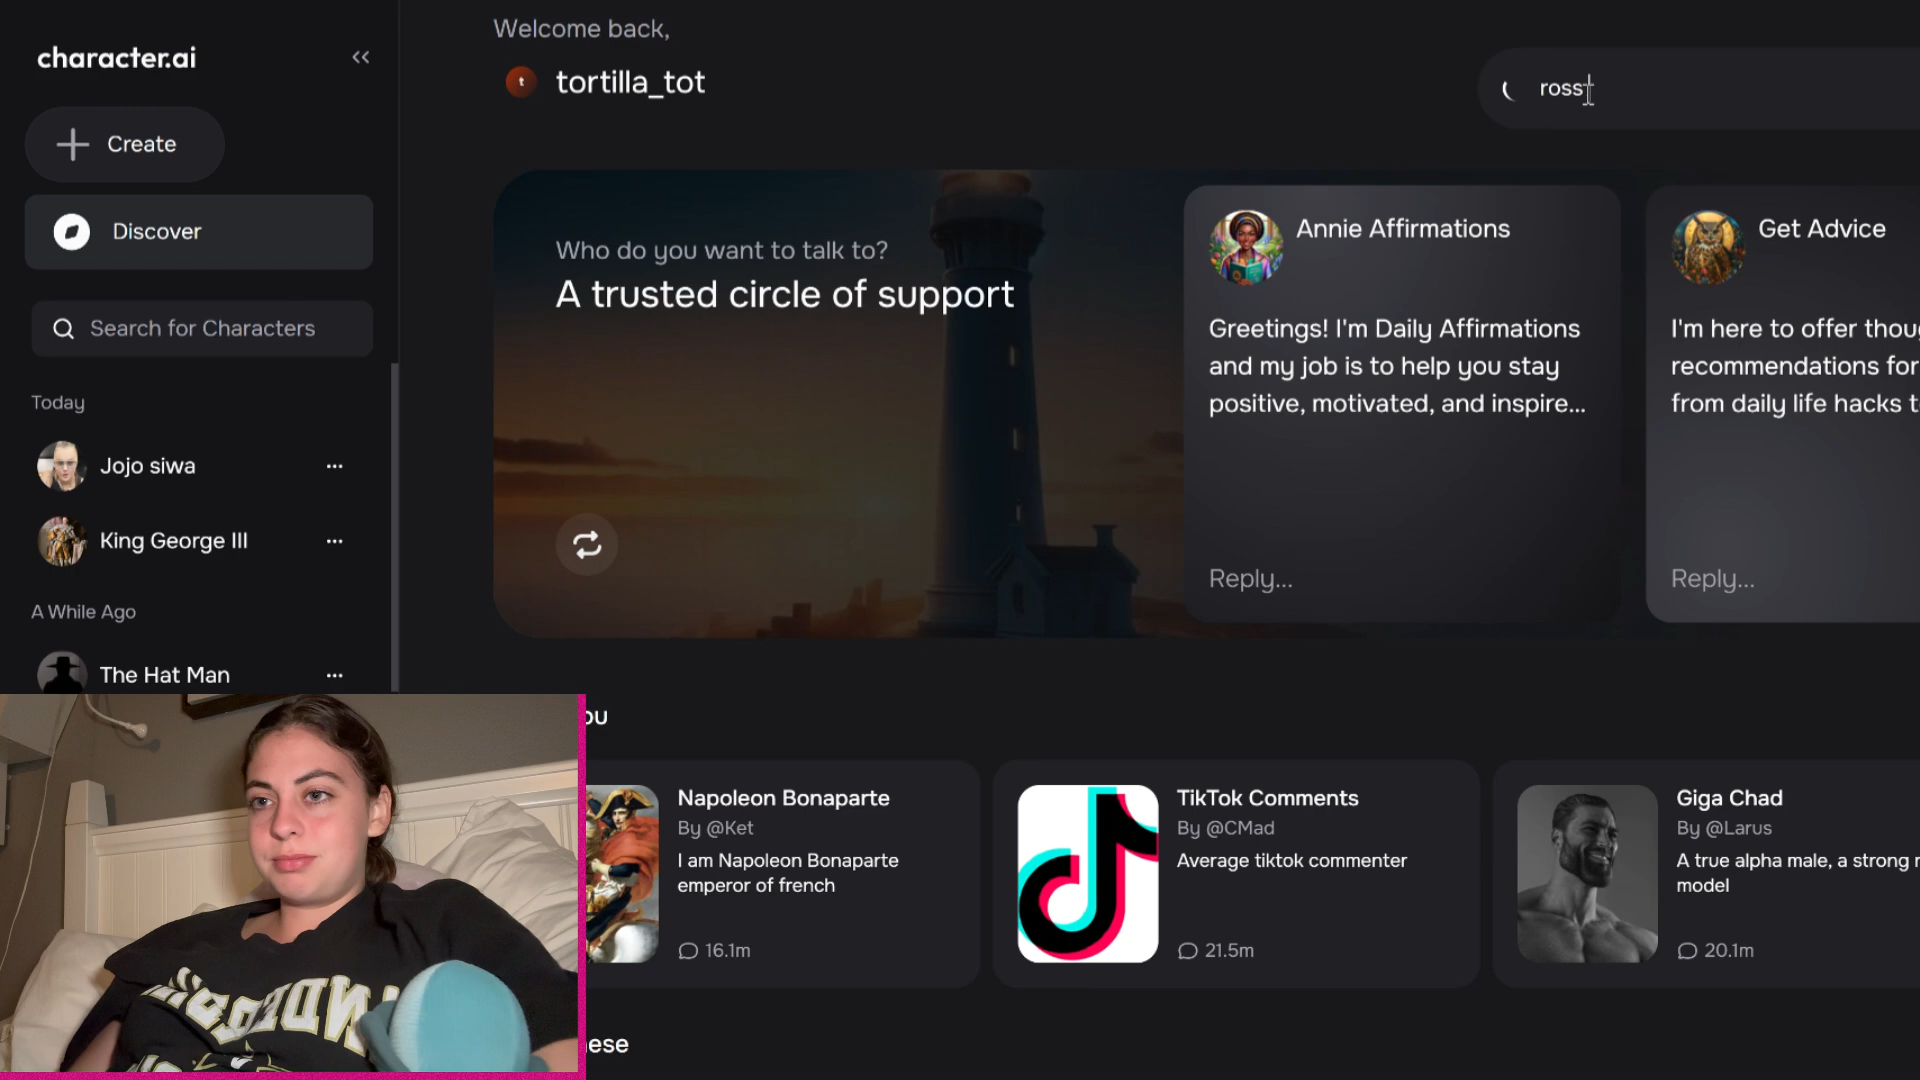 character.ai
Create
Discover
Search for Characters
Today
Jojo siwa
King George III
A While Ago
The Hat Man
Welcome back,
t
tortilla_tot
ross
Who do you want to talk to?
A trusted circle of support
Annie Affirmations
Greetings! I'm Daily Affirmations
and my job is to help you stay
positive, motivated, and inspire...
Reply...
Get Advice
I'm here to offer thou
recommendations for
from daily life hacks t
Reply...
ou
Napoleon Bonaparte
By @Ket
I am Napoleon Bonaparte
emperor of french
16.1m
TikTok Comments
By @CMad
Average tiktok commenter
21.5m
Giga Chad
By @Larus
A true alpha male, a strong
model
20.1m
ese